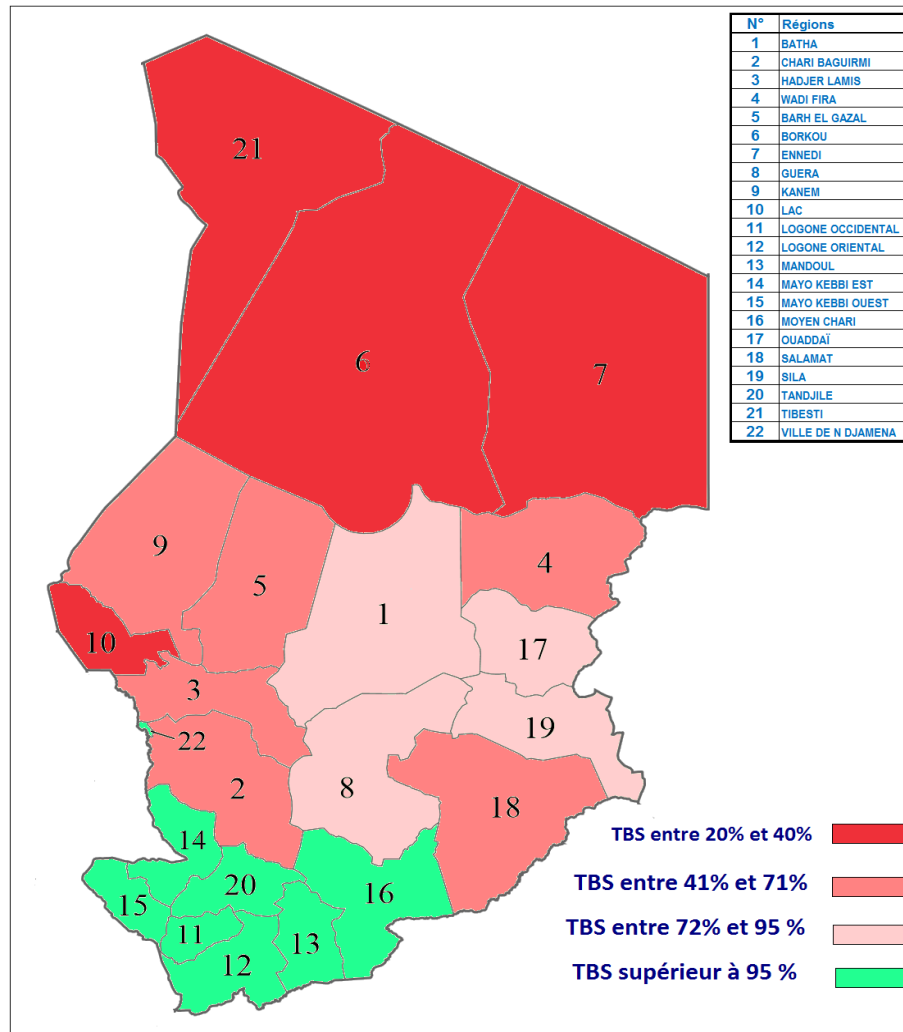 N° Régions
1 BATHA
2 CHARI BAGUIRMI
3 HADJER LAMIS
4 WADI FIRA
5 BARH EL GAZAL
6 BORKOU
7 ENNEDI
8 GUERA
9 KANEM
10 LAC
11 LOGONE OCCIDENTAL
12 LOGONE ORIENTAL
13 MANDOUL
14 MAYO KEBBI EST
15 MAYO KEBBI OUEST
16 MOYEN CHARI
17 OUADDAÏ
18 SALAMAT
19 SILA
20 TANDJILE
21 TIBESTI
22 VILLE DE N DJAMENA
21
6
7
9
5
4
1
10
17
3
19
22
2
8
18
14
20
16
15
11
13
12
TBS entre 20% et 40%
TBS entre 41% et 71%
TBS entre 72% et 95 %
TBS supérieur à 95 %